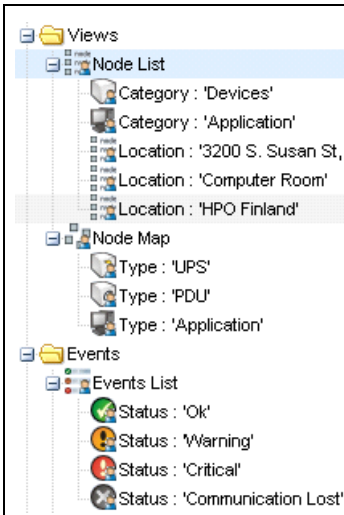 Views
Node List
Category : 'Devices'
Category : 'Application'
Location : '3200 S. Susan St,
Location : 'Computer Room'
Location : 'HPO Finland'
Node Map
Type : 'UPS'
Type : 'PDU'
Type : 'Application'
Events
Events List
Status : 'Ok'
Status : 'Warning'
Status : 'Critical'
Status : 'Communication Lost'